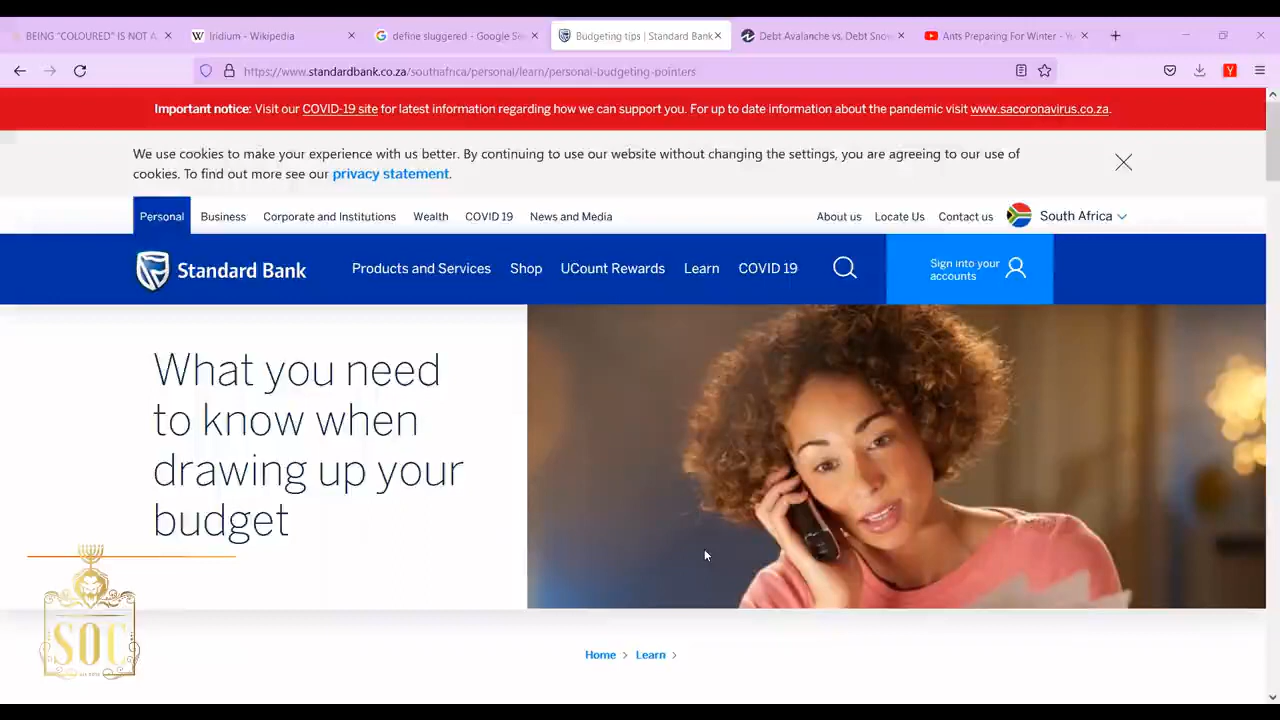 BEING "COLOURED" IS NOT A
Iridium - Wikipedia
define sluggered - Google Se
Budgeting tips | Standard Bank
Debt Avalanche vs. Debt Snow
Ants Preparing For Winter - Yo
https://www.standardbank.co.za/southafrica/personal/learn/personal-budgeting-pointers
Important notice: Visit our COVID-19 site for latest information regarding how we can support you. For up to date information about the pandemic visit www.sacoronavirus.co.za.
We use cookies to make your experience with us better. By continuing to use our website without changing the settings, you are agreeing to our use of
cookies. To find out more see our privacy statement.
Personal Business Corporate and Institutions Wealth COVID 19 News and Media About us Locate Us Contact us South Africa
Standard Bank Products and Services Shop UCount Rewards Learn COVID 19 Sign into your
accounts
What you need
to know when
drawing up your
budget
SOC
Home > Learn >